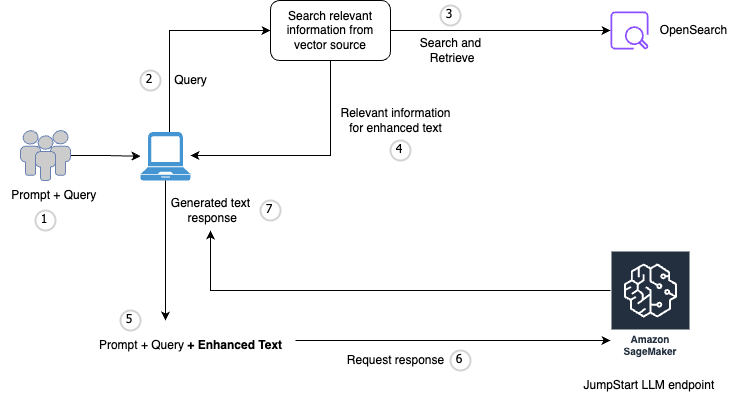 Search relevant
information from
vector source
3
OpenSearch
Search and
Retrieve
2
Query
Relevant information
for enhanced text
4
Prompt + Query
1
Generated text
response
7
5
Prompt + Query + Enhanced Text
Request response
6
Amazon
SageMaker
JumpStart LLM endpoint